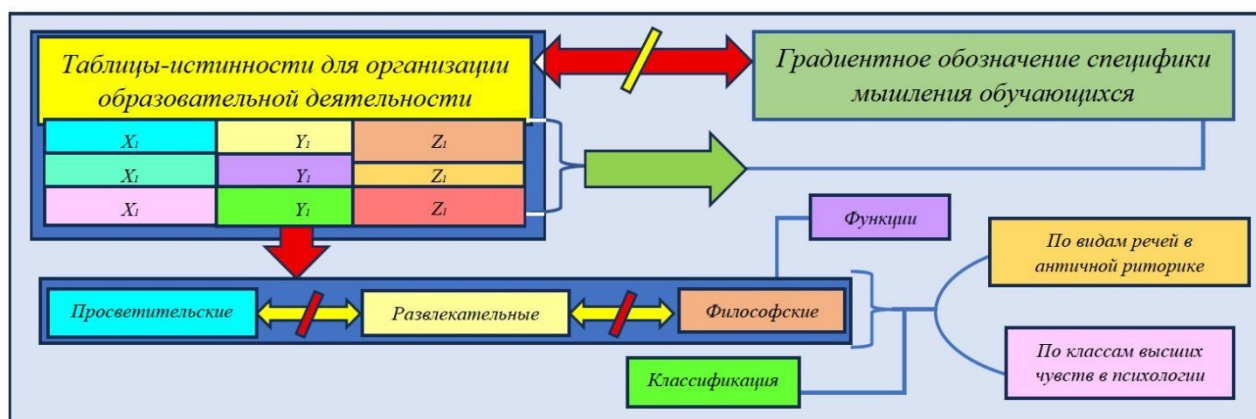 Таблицы-истинности для организации
образовательной деятельности
Градиентное обозначение специфики
мышления обучающихся
X₁ Y₁ Z₁
X₁ Y₁ Z₁
X₁ Y₁ Z₁
Функции
По видам речей в
античной риторике
Просветительские Развлекательные Философские
Классификация
По классам высших
чувств в психологии